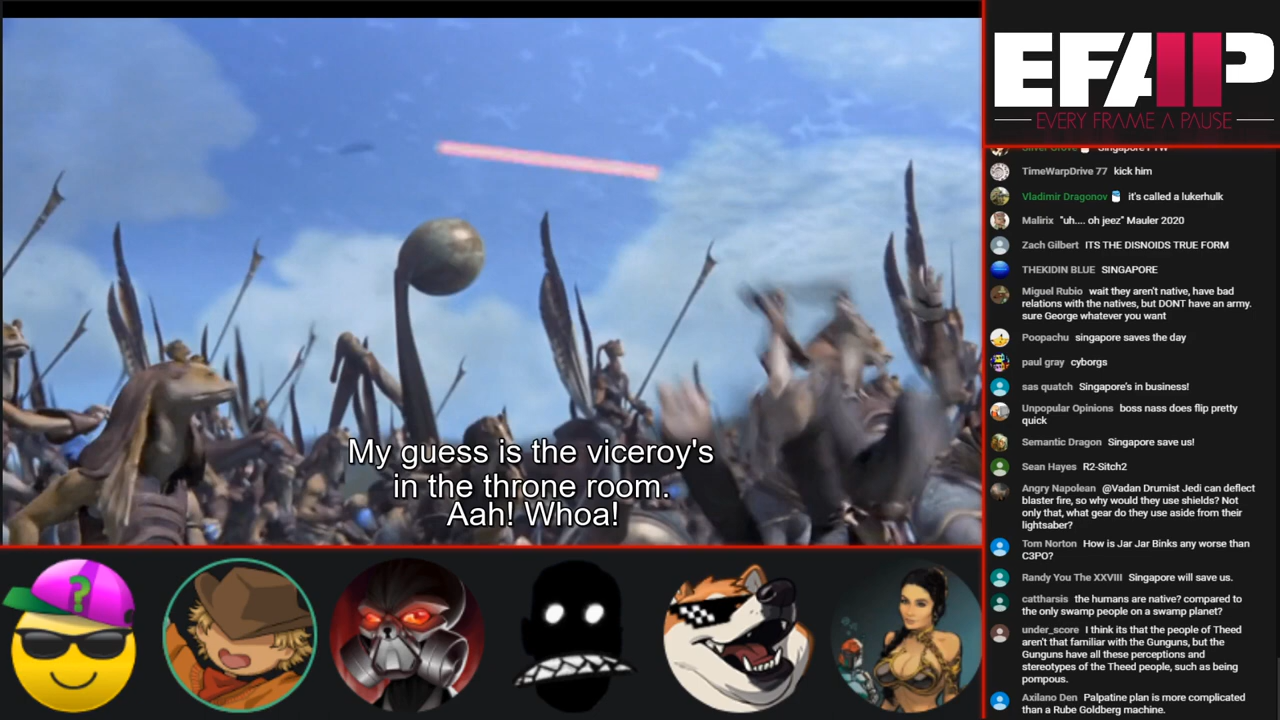 My guess is the viceroy's
in the throne room.
Aah! Whoa!
?
EFAP
EVERY FRAME A PAUSE
Silver Grove Singapore FTW
TimeWarpDrive 77 kick him
Vladimir Dragonov it's called a lukerhulk
Malirix "uh.... oh jeez" Mauler 2020
Zach Gilbert ITS THE DISNOIDS TRUE FORM
THEKIDIN BLUE SINGAPORE
Miguel Rubio wait they aren't native, have bad
relations with the natives, but DONT have an army.
sure George whatever you want
Poopachu singapore saves the day
paul gray cyborgs
sas quatch Singapore's in business!
Unpopular Opinions boss nass does flip pretty
quick
Semantic Dragon Singapore save us!
Sean Hayes R2-Sitch2
Angry Napolean @Vadan Drumist Jedi can deflect
blaster fire, so why would they use shields? Not
only that, what gear do they use aside from their
lightsaber?
Tom Norton How is Jar Jar Binks any worse than
C3PO?
Randy You The XXVIII Singapore will save us.
cattharsis the humans are native? compared to
the only swamp people on a swamp planet?
under_score I think its that the people of Theed
aren't that familiar with the Gunguns, but the
Gunguns have all these perceptions and
stereotypes of the Theed people, such as being
pompous.
Axilano Den Palpatine plan is more complicated
than a Rube Goldberg machine.